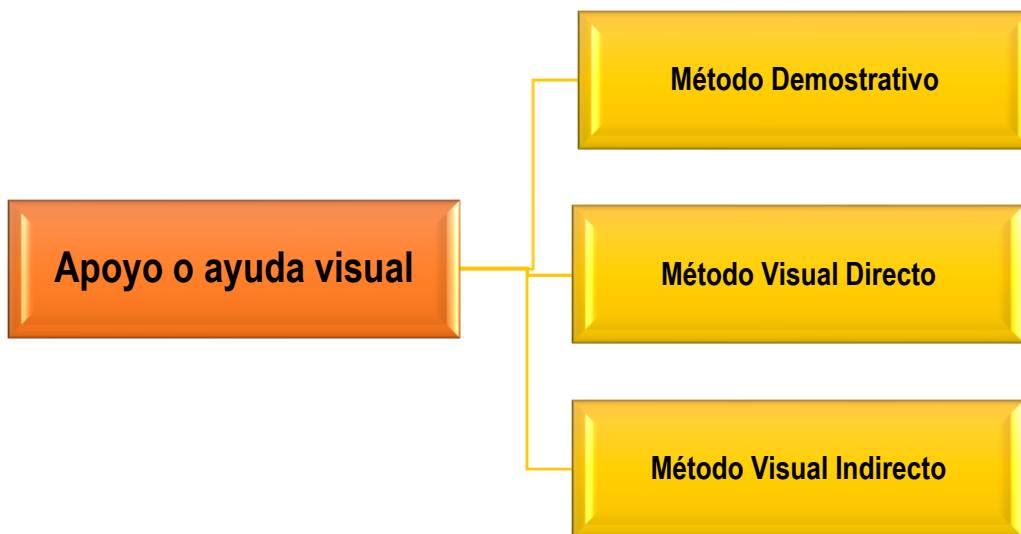 Método Demostrativo
Apoyo o ayuda visual
Método Visual Directo
Método Visual Indirecto